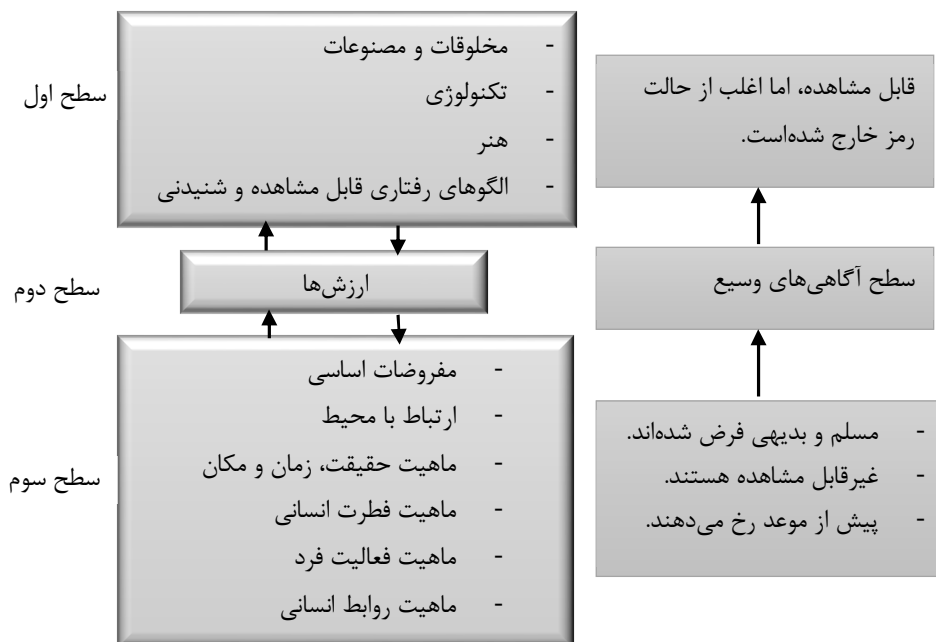 سطح اول
- مخلوقات و مصنوعات
- تکنولوژی
- هنر
- الگوهای رفتاری قابل مشاهده و شنیدنی
قابل مشاهده، اما اغلب از حالت
رمز خارج شده‌است.
سطح دوم
ارزش‌ها
سطح آگاهی‌های وسیع
سطح سوم
- مفروضات اساسی
- ارتباط با محیط
- ماهیت حقیقت، زمان و مکان
- ماهیت فطرت انسانی
- ماهیت فعالیت فرد
- ماهیت روابط انسانی
- مسلم و بدیهی فرض شده‌اند.
- غیرقابل مشاهده هستند.
- پیش از موعد رخ می‌دهند.